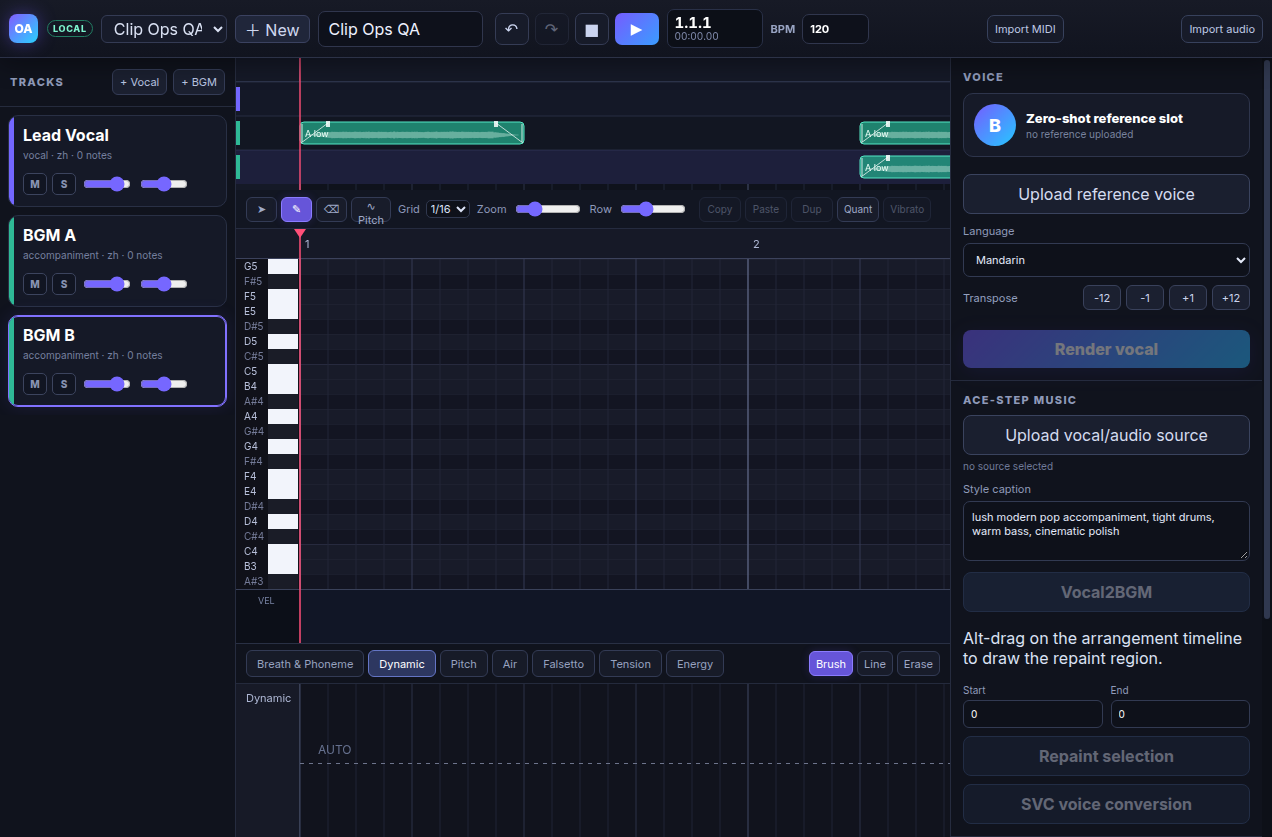 OA LOCAL Clip Ops QA + New Clip Ops QA 1.1.1 00:00.00 BPM 120 Import MIDI Import audio
TRACKS + Vocal + BGM
Lead Vocal
vocal · zh · 0 notes
M S
BGM A
accompaniment · zh · 0 notes
M S
BGM B
accompaniment · zh · 0 notes
M S
A low A low
A low
Pitch Grid 1/16 Zoom Row Copy Paste Dup Quant Vibrato
1 2
G5
F#5
F5
E5
D#5
D5
C#5
C5
B4
A#4
A4
G#4
G4
F#4
F4
E4
D#4
D4
C#4
C4
B3
A#3
VEL
Breath & Phoneme Dynamic Pitch Air Falsetto Tension Energy Brush Line Erase
Dynamic
AUTO
VOICE
B Zero-shot reference slot
no reference uploaded
Upload reference voice
Language
Mandarin
Transpose -12 -1 +1 +12
Render vocal
ACE-STEP MUSIC
Upload vocal/audio source
no source selected
Style caption
lush modern pop accompaniment, tight drums,
warm bass, cinematic polish
Vocal2BGM
Alt-drag on the arrangement timeline
to draw the repaint region.
Start End
0 0
Repaint selection
SVC voice conversion